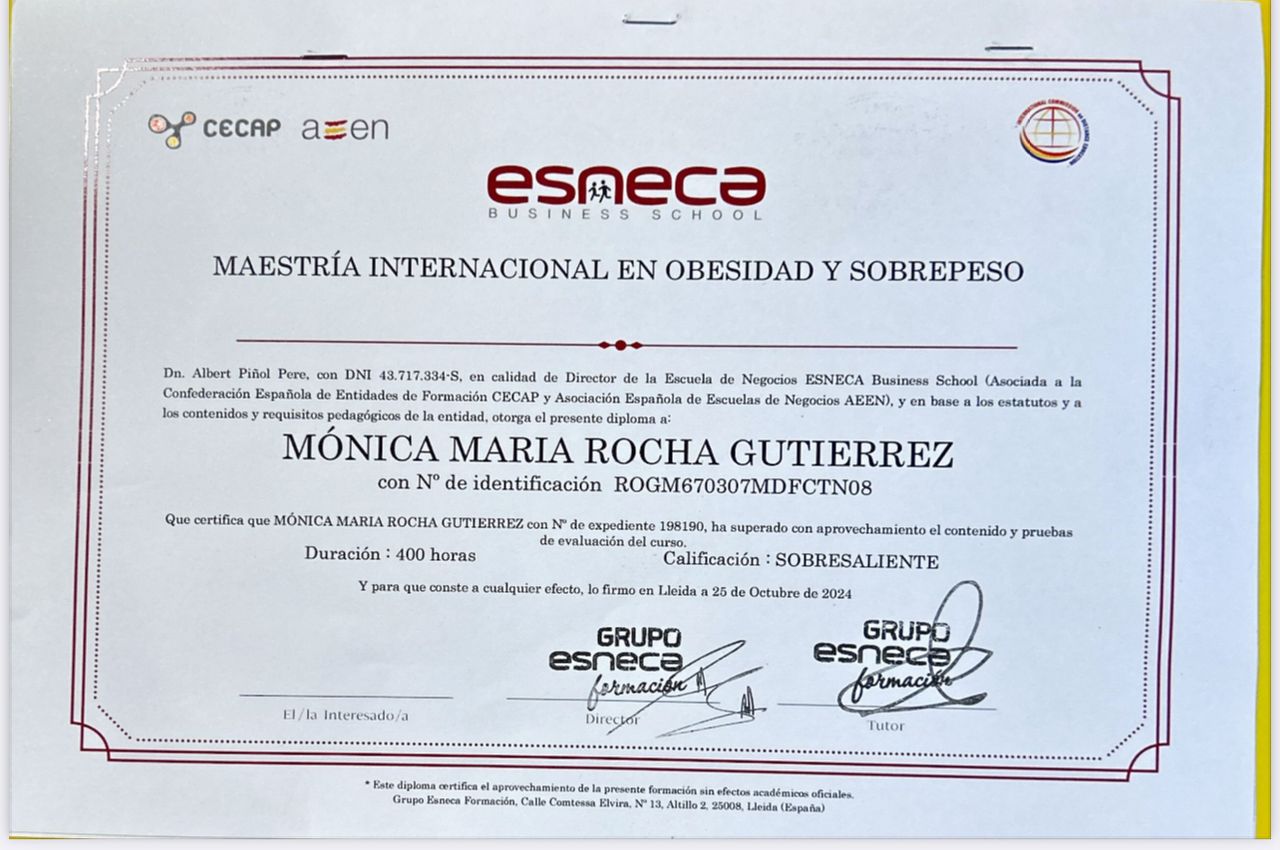 CECAP aeen
INTERNATIONAL COMMISSION ON DISTANCE EDUCATION
esneca
BUSINESS SCHOOL
MAESTRÍA INTERNACIONAL EN OBESIDAD Y SOBREPESO
Dn. Albert Piñol Pere, con DNI 43.717.334-S, en calidad de Director de la Escuela de Negocios ESNECA Business School (Asociada a la
Confederación Española de Entidades de Formación CECAP y Asociación Española de Escuelas de Negocios AEEN), y en base a los estatutos y a
los contenidos y requisitos pedagógicos de la entidad, otorga el presente diploma a:
MÓNICA MARIA ROCHA GUTIERREZ
con Nº de identificación ROGM670307MDFCTN08
Que certifica que MÓNICA MARIA ROCHA GUTIERREZ con Nº de expediente 198190, ha superado con aprovechamiento el contenido y pruebas
de evaluación del curso.
Duración : 400 horas Calificación : SOBRESALIENTE
Y para que conste a cualquier efecto, lo firmo en Lleida a 25 de Octubre de 2024
GRUPO
esneca
formación
GRUPO
esneca
formación
El/la Interesado/a Director Tutor
* Este diploma certifica el aprovechamiento de la presente formación sin efectos académicos oficiales.
Grupo Esneca Formación, Calle Comtessa Elvira, Nº 13, Altillo 2, 25008, Lleida (España)